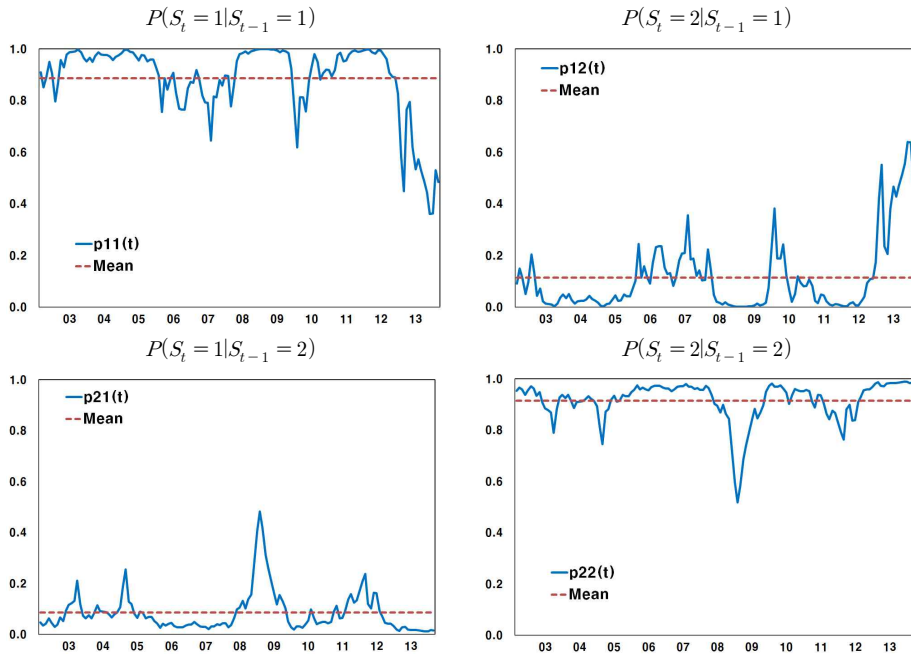 P(S_t = 1|S_{t-1} = 1)
1.0
0.8
0.6
0.4
0.2
0.0
p11(t)
Mean
03 04 05 06 07 08 09 10 11 12 13
P(S_t = 2|S_{t-1} = 1)
1.0
0.8
0.6
0.4
0.2
0.0
p12(t)
Mean
03 04 05 06 07 08 09 10 11 12 13
P(S_t = 1|S_{t-1} = 2)
1.0
0.8
0.6
0.4
0.2
0.0
p21(t)
Mean
03 04 05 06 07 08 09 10 11 12 13
P(S_t = 2|S_{t-1} = 2)
1.0
0.8
0.6
0.4
0.2
0.0
p22(t)
Mean
03 04 05 06 07 08 09 10 11 12 13